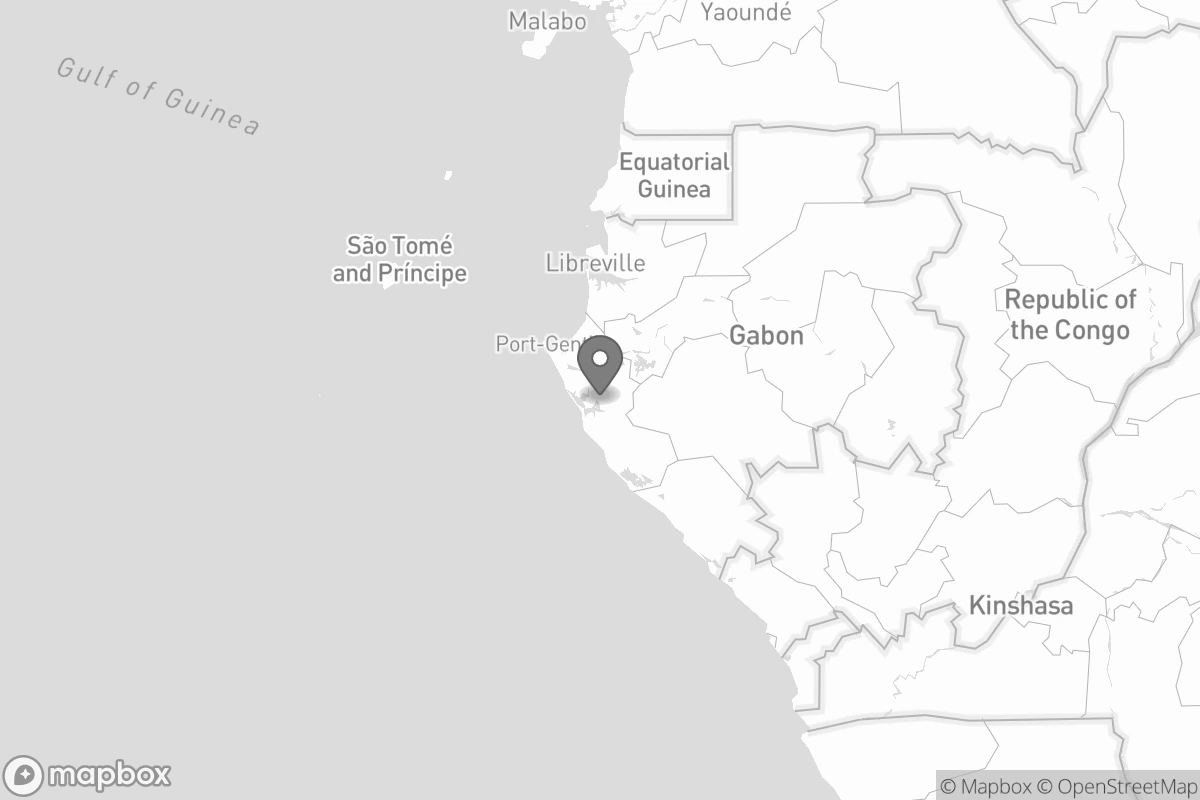 Malabo
Yaoundé
Gulf of Guinea
Equatorial
Guinea
São Tomé
and Príncipe
Libreville
Republic of
the Congo
Gabon
Port-Gent
Kinshasa
mapbox
© Mapbox © OpenStreetMap